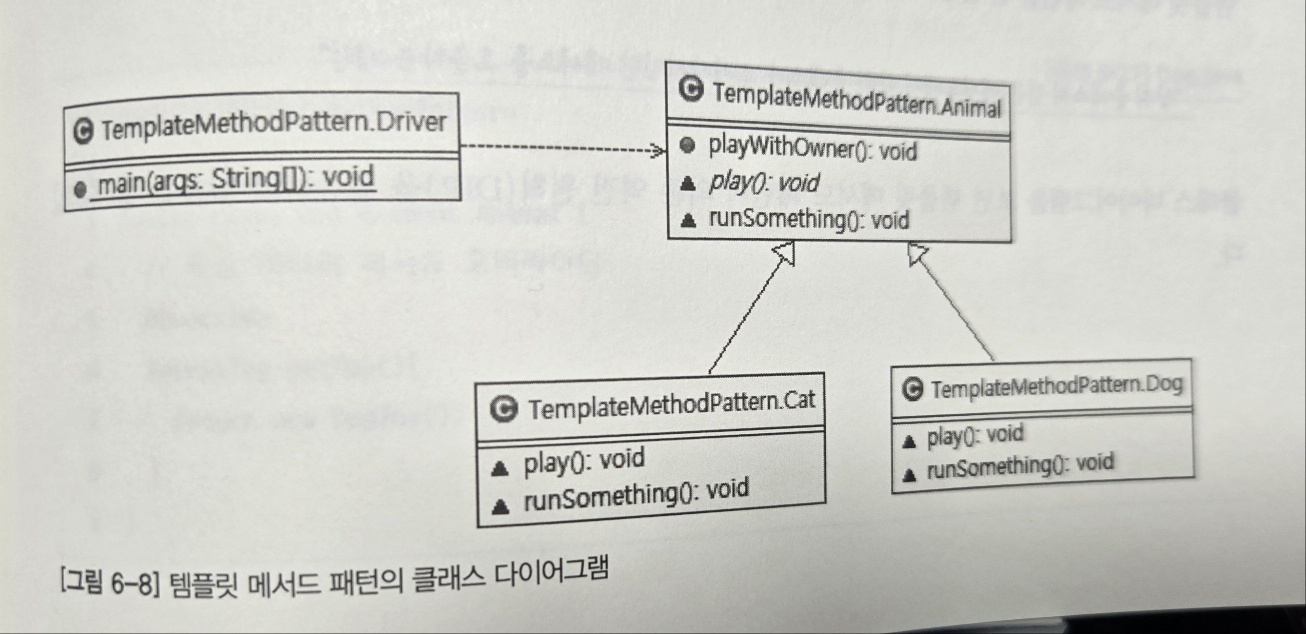 C TemplateMethodPattern.Driver
main(args: String[]): void
C TemplateMethodPattern.Animal
playWithOwner(): void
play(): void
runSomething(): void
C TemplateMethodPattern.Cat
play(): void
runSomething(): void
C TemplateMethodPattern.Dog
play(): void
runSomething(): void
[그림 6-8] 템플릿 메서드 패턴의 클래스 다이어그램